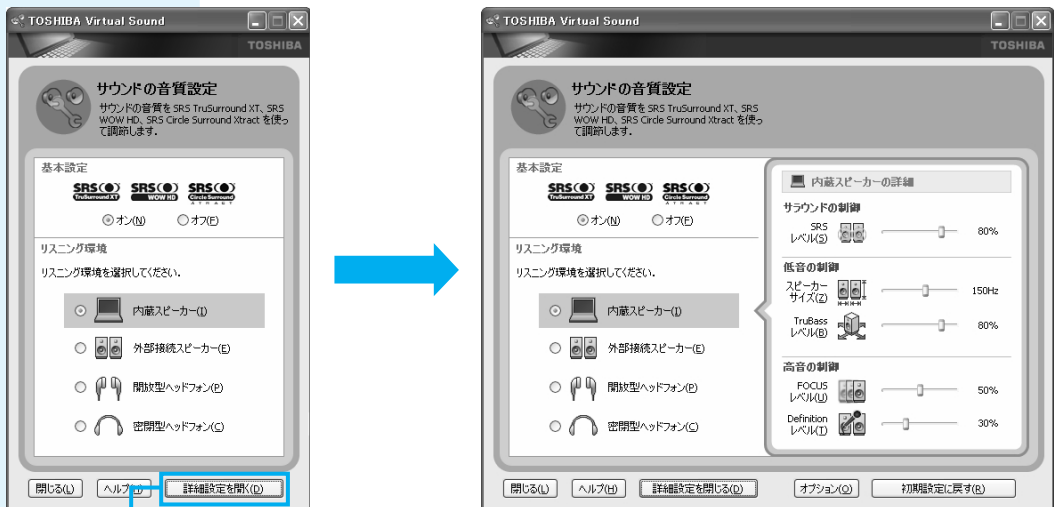 TOSHIBA Virtual Sound
TOSHIBA
サウンドの音質設定
サウンドの音質を SRS TruSurround XT、SRS
WOW HD、SRS Circle Surround Xtract を使っ
て調節します.
基本設定
SRS SRS SRS
TruSurround XT WOW HD Circle Surround
XTRACT
オン(N) オフ(F)
リスニング環境
リスニング環境を選択してください.
内蔵スピーカー(I)
外部接続スピーカー(E)
開放型ヘッドフォン(P)
密閉型ヘッドフォン(C)
閉じる(L) ヘルプ(H) 詳細設定を開く(D)
TOSHIBA Virtual Sound
TOSHIBA
サウンドの音質設定
サウンドの音質を SRS TruSurround XT、SRS
WOW HD、SRS Circle Surround Xtract を使っ
て調節します.
基本設定
SRS SRS SRS
TruSurround XT WOW HD Circle Surround
XTRACT
オン(N) オフ(F)
リスニング環境
リスニング環境を選択してください.
内蔵スピーカー(I)
外部接続スピーカー(E)
開放型ヘッドフォン(P)
密閉型ヘッドフォン(C)
内蔵スピーカーの詳細
サラウンドの制御
SRS
レベル(S) 80%
低音の制御
スピーカー
サイズ(Z) 150Hz
TruBass
レベル(B) 80%
高音の制御
FOCUS
レベル(U) 50%
Definition
レベル(T) 30%
閉じる(L) ヘルプ(H) 詳細設定を閉じる(D) オプション(O) 初期設定に戻す(R)